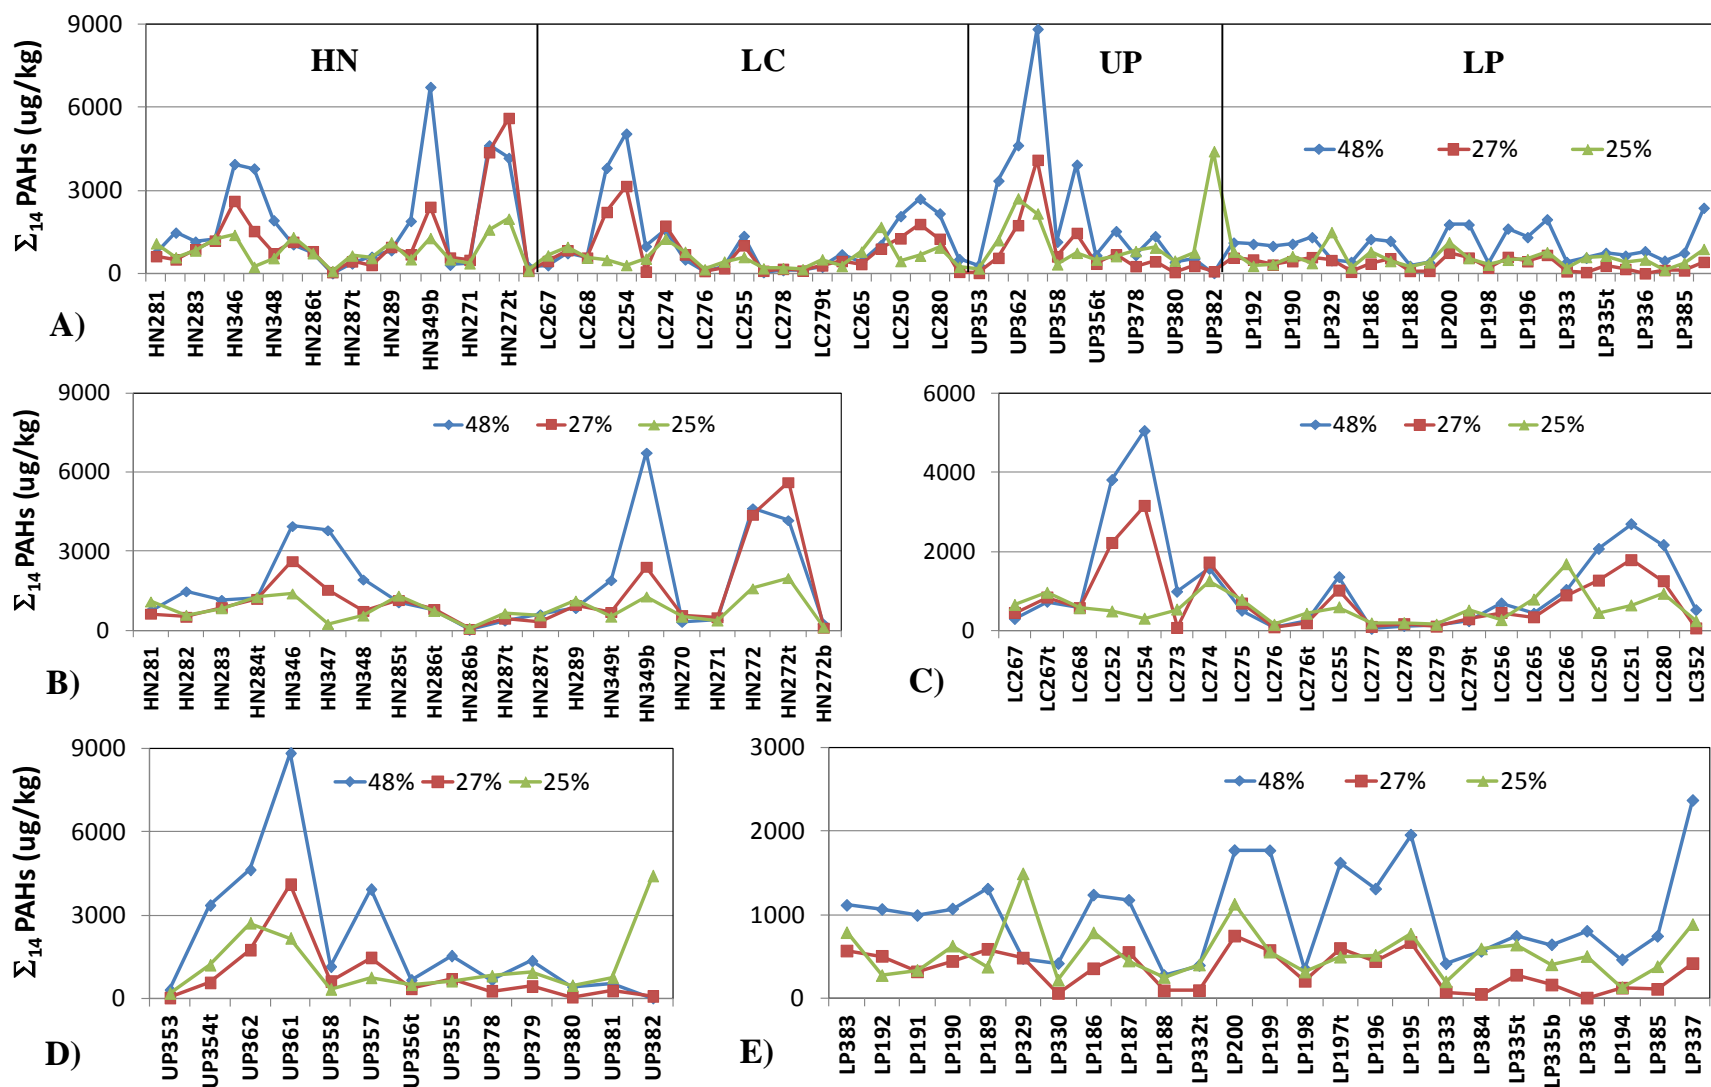 9000
6000
3000
0
Σ14 PAHs (ug/kg)
HN LC UP LP
48% 27% 25%
A)
HN281 HN283 HN346 HN348 HN286t HN287t HN289 HN349b HN271 HN272t LC267 LC268 LC254 LC274 LC276 LC255 LC278 LC279t LC265 LC250 LC280 UP353 UP362 UP358 UP356t UP378 UP380 UP382 LP192 LP190 LP329 LP186 LP188 LP200 LP198 LP196 LP333 LP335t LP336 LP385
9000
6000
3000
0
Σ14 PAHs (ug/kg)
48% 27% 25%
B)
HN281 HN282 HN283 HN284t HN346 HN347 HN348 HN285t HN286t HN286b HN287t HN287t HN289 HN349t HN349b HN270 HN271 HN272 HN272t HN272b
6000
4000
2000
0
48% 27% 25%
C)
LC267 LC267t LC268 LC252 LC254 LC273 LC274 LC275 LC276 LC276t LC255 LC277 LC278 LC279 LC279t LC256 LC265 LC266 LC250 LC251 LC280 LC352
9000
6000
3000
0
Σ14 PAHs (ug/kg)
48% 27% 25%
D)
UP353 UP354t UP362 UP361 UP358 UP357 UP356t UP355 UP378 UP379 UP380 UP381 UP382
3000
2000
1000
0
48% 27% 25%
E)
LP383 LP192 LP191 LP190 LP189 LP329 LP330 LP186 LP187 LP188 LP332t LP200 LP199 LP198 LP197t LP196 LP195 LP333 LP384 LP335t LP335b LP336 LP194 LP385 LP337